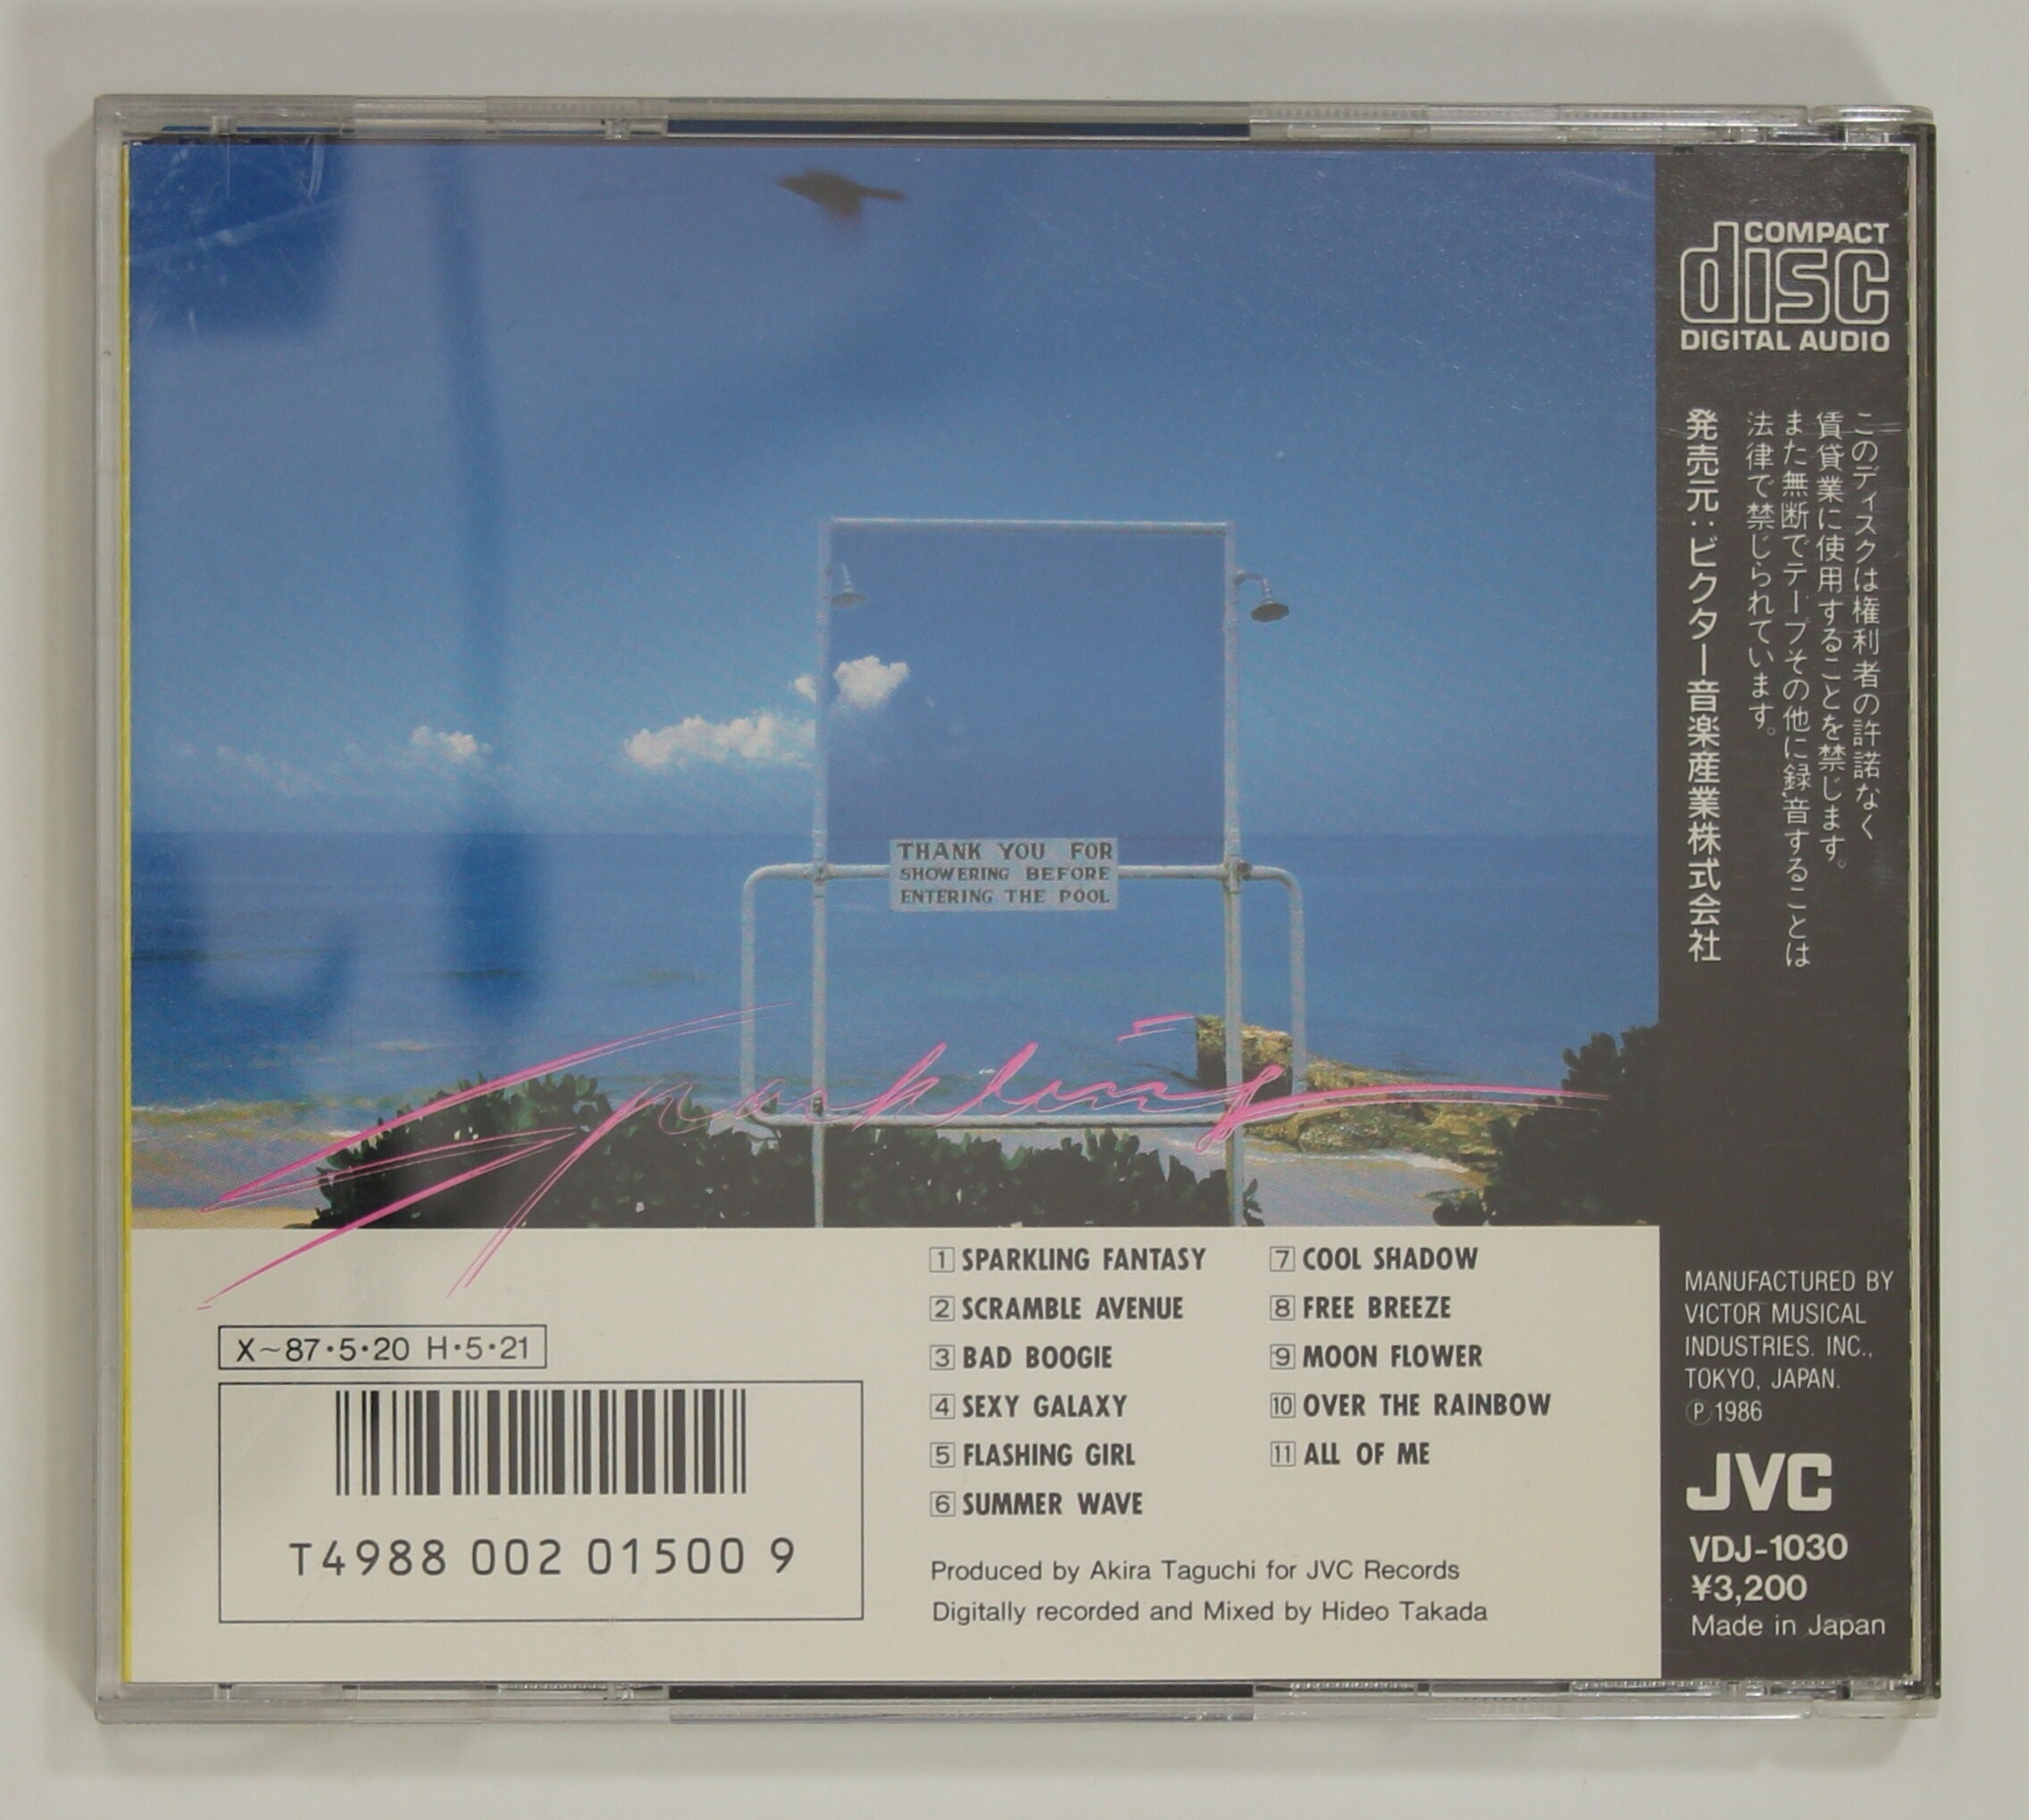 THANK YOU FOR
SHOWERING BEFORE
ENTERING THE POOL
Sparkling
1 SPARKLING FANTASY
2 SCRAMBLE AVENUE
3 BAD BOOGIE
4 SEXY GALAXY
5 FLASHING GIRL
6 SUMMER WAVE
7 COOL SHADOW
8 FREE BREEZE
9 MOON FLOWER
10 OVER THE RAINBOW
11 ALL OF ME
Produced by Akira Taguchi for JVC Records
Digitally recorded and Mixed by Hideo Takada
X~87・5・20 H・5・21
T4988 002 01500 9
COMPACT
disc
DIGITAL AUDIO
このディスクは権利者の許諾なく
賃貸業に使用することを禁じます。
また無断でテープその他に録音することは
法律で禁じられています。
発売元:ビクター音楽産業株式会社
MANUFACTURED BY
VICTOR MUSICAL
INDUSTRIES. INC.,
TOKYO, JAPAN.
Ⓟ1986
JVC
VDJ-1030
¥3,200
Made in Japan